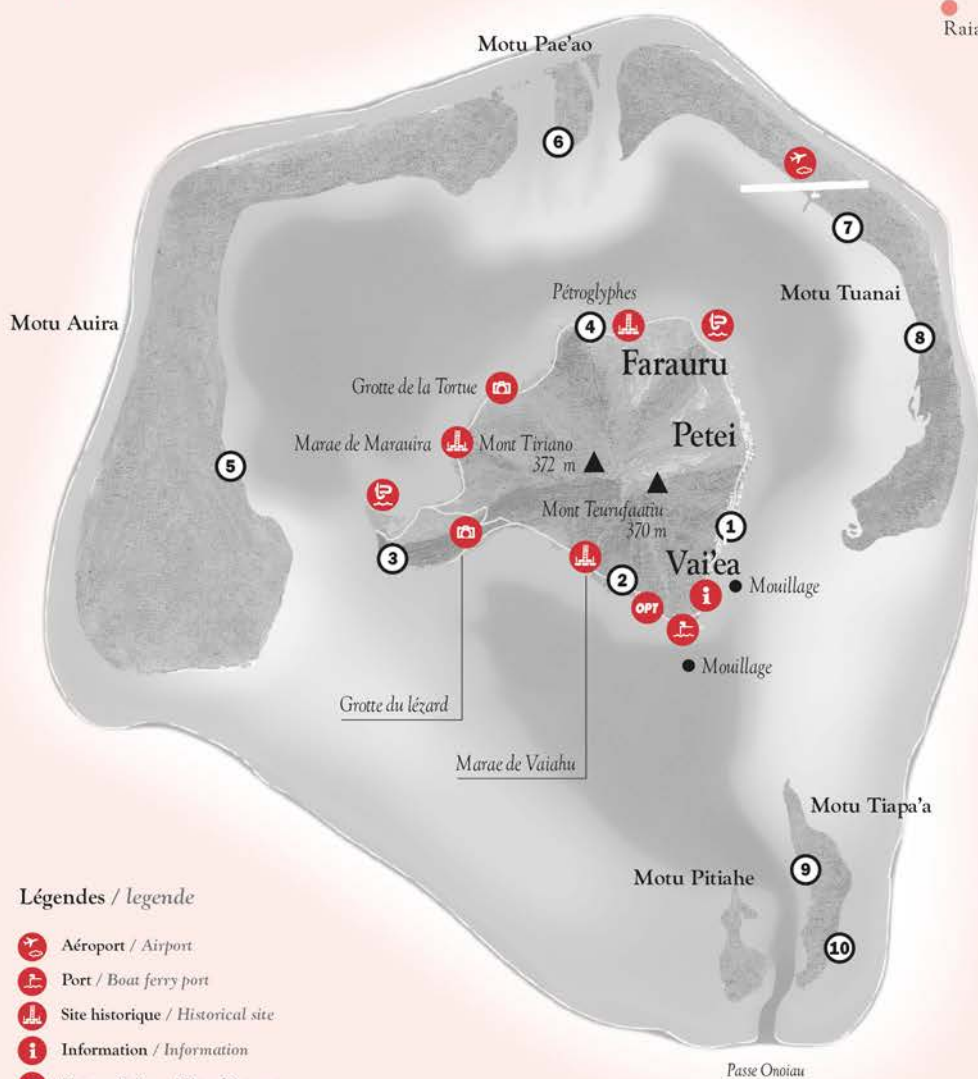 Motu Pae'ao
6
7
Motu Auira
Motu Tuanai
Pétroglyphes
4
8
Farauru
Grotte de la Tortue
Petei
Marae de Marauira
Mont Tiriano
372 m
5
Mont Teurufaatiu
370 m
1
3
Vai'ea
2
Mouillage
OPT
i
Mouillage
Grotte du lézard
Marae de Vaiahu
Motu Tiapa'a
Motu Pitiahe
9
10
Passe Onoiau
Légendes / legende
Aéroport / Airport
Port / Boat ferry port
Site historique / Historical site
i Information / Information